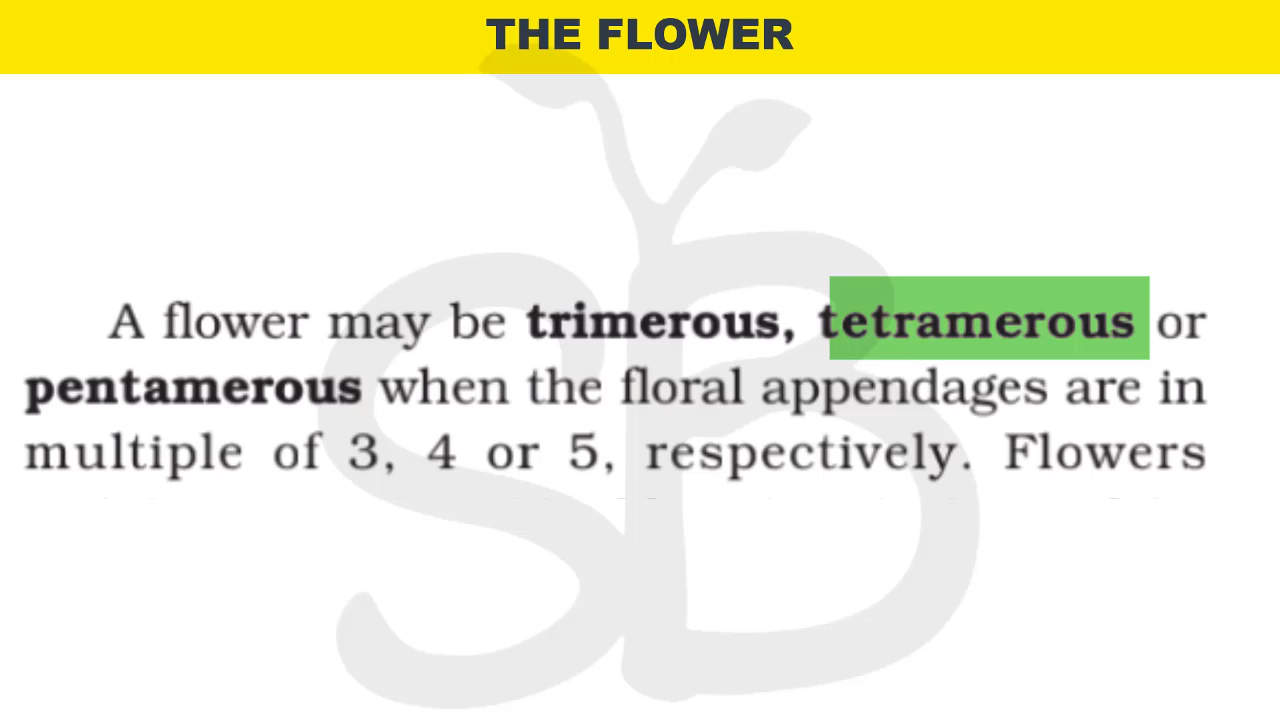 THE FLOWER
A flower may be trimerous, tetramerous or
pentamerous when the floral appendages are in
multiple of 3, 4 or 5, respectively. Flowers